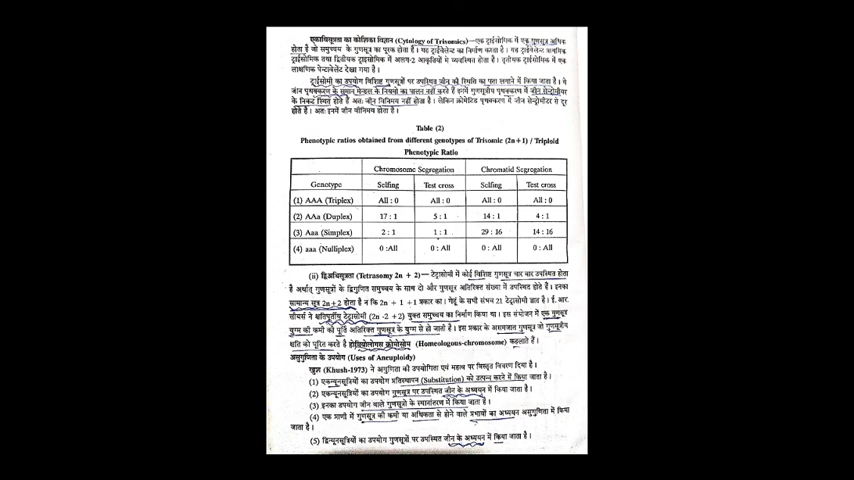 एकाधिसूत्रता का कोशिका विज्ञान (Cytology of Trisomics)—एक ट्राईसोमिक में एक गुणसूत्र अधिक
होता है जो समुच्चय के गुणसूत्र का पूरक होता है। यह ट्राईवेलेन्ट का निर्माण करता है। यह ट्राईवेलेन्ट प्राथमिक
ट्राईसोमिक तथा द्वितीयक ट्राइसोमिक में अलग-2 आकृतियों में व्यवस्थित होता है। तृतीयक ट्राईसोमिक में एक
लाक्षणिक पेन्टावेलेंट देखा गया है।
ट्राईसोमी का उपयोग विशिष्ट गुणसूत्रों पर उपस्थित जीन की स्थिति का पता लगाने में किया जाता है। ये
जीन पृथक्करण के समान मेन्डल के नियमों का पालन नहीं करते हैं इनमें गुणसूत्रीय पृथक्करण में जीन सेन्ट्रोमीयर
के निकट स्थित होते हैं अतः जीन विनिमय नहीं होता है। लेकिन क्रोमेटिड पृथक्करण में जीन सेन्ट्रोमीटर से दूर
होते हैं। अतः इनमें जीन विनिमय होता है।
Table (2)
Phenotypic ratios obtained from different genotypes of Trisomic (2n+1) / Triploid
Phenotypic Ratio
Chromosome Segregation Chromatid Segregation
Genotype Selfing Test cross Selfing Test cross
(1) AAA (Triplex) All : 0 All : 0 All : 0 All : 0
(2) AAa (Duplex) 17 : 1 5 : 1 14 : 1 4 : 1
(3) Aaa (Simplex) 2 : 1 1 : 1 29 : 16 14 : 16
(4) aaa (Nulliplex) 0 :All 0 : All 0 : All 0 : All
(ii) द्विअधिसूत्रता (Tetrasomy 2n + 2)— टेट्रासोमी में कोई विशिष्ट गुणसूत्र चार बार उपस्थित होता
है अर्थात् गुणसूत्रों के द्विगुणित समुच्चय के साथ दो और गुणसूत्र अतिरिक्त संख्या में उपस्थित होते है। इनका
सामान्य सूत्र 2n+2 होता है न कि 2n + 1 +1 प्रकार का। गेहूं के सभी संभव 21 टेट्रासोमी ज्ञात है। ई. आर.
सीयर्स ने क्षतिपूर्तीय टेट्रासोमी (2n -2 + 2) युक्त समुच्चय का निर्माण किया था। इस संभोजन में एक गुणसूत्र
युग्म की कमी की पूर्ति अतिरिक्त गुणसूत्र के युग्म से हो जाती है। इस प्रकार के असमजात गुणसूत्र जो गुणसूत्रीय
क्षति को पूरित करते है होमियोलोगस क्रोमोसोम (Homeologous-chromosome) कहलाते हैं।
असुगुणिता के उपयोग (Uses of Aneuploidy)
खुश (Khush-1973) ने अगुणिता की उपयोगिता एवं महत्व पर विस्तृत विवरण दिया है।
(1) एकन्यूनसूत्रियों का उपयोग प्रतिस्थापन (Substitution) को उत्पन्न करने में किया जाता है।
(2) एकन्यूनसूत्रियों का उपयोग गुणसूत्र पर उपस्थित जीन के अध्ययन में किया जाता है।
(3) इनका उपयोग जीन वाले गुणसूत्रो के स्थानांतरण में किया जाता है।
(4) एक प्राणी में गुणसूत्र की कमी या अधिकता से होने वाले प्रभावों का अध्ययन असुगुणिता में किया
जाता है।
(5) द्विन्यूनसूत्रियों का उपयोग गुणसूत्रों पर उपस्थित जीन के अध्ययन में किया जाता है।